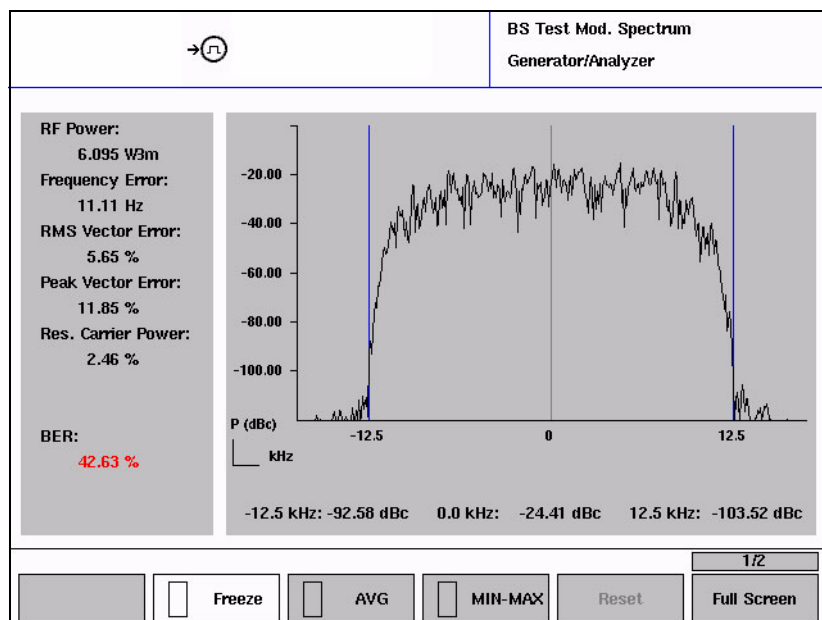 BS Test Mod. Spectrum
Generator/Analyzer
RF Power:
6.095 W3m
Frequency Error:
11.11 Hz
RMS Vector Error:
5.65 %
Peak Vector Error:
11.85 %
Res. Carrier Power:
2.46 %
BER:
42.63 %
-20.00
-40.00
-60.00
-80.00
-100.00
P (dBc)
kHz
-12.5
0
12.5
-12.5 kHz: -92.58 dBc 0.0 kHz: -24.41 dBc 12.5 kHz: -103.52 dBc
1/2
Freeze AVG MIN-MAX Reset Full Screen